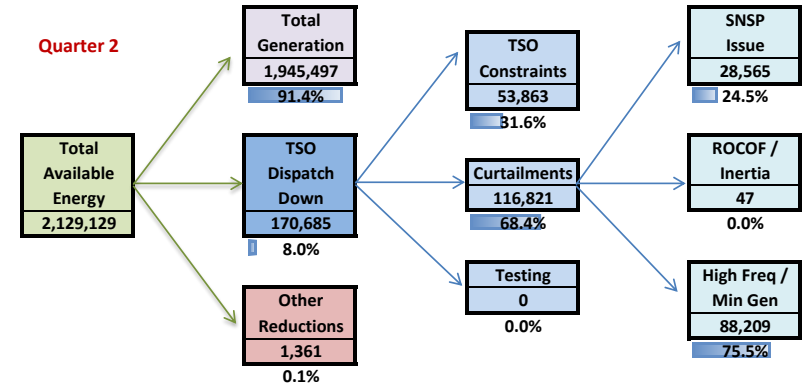 Quarter 2
Total
Generation
1,945,497
91.4%
Total
Available
Energy
2,129,129
TSO
Dispatch
Down
170,685
8.0%
Other
Reductions
1,361
0.1%
TSO
Constraints
53,863
31.6%
Curtailments
116,821
68.4%
Testing
0
0.0%
SNSP
Issue
28,565
24.5%
ROCOF /
Inertia
47
0.0%
High Freq /
Min Gen
88,209
75.5%